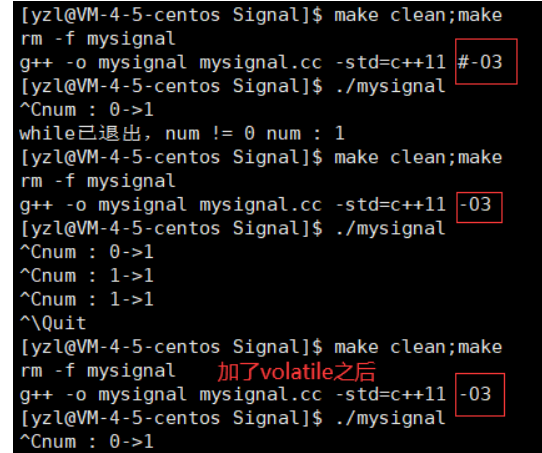 [yzl@VM-4-5-centos Signal]$ make clean;make
rm -f mysignal
g++ -o mysignal mysignal.cc -std=c++11 #-O3
[yzl@VM-4-5-centos Signal]$ ./mysignal
^Cnum : 0->1
while已退出，num != 0 num : 1
[yzl@VM-4-5-centos Signal]$ make clean;make
rm -f mysignal
g++ -o mysignal mysignal.cc -std=c++11 -O3
[yzl@VM-4-5-centos Signal]$ ./mysignal
^Cnum : 0->1
^Cnum : 1->1
^Cnum : 1->1
^\Quit
[yzl@VM-4-5-centos Signal]$ make clean;make
rm -f mysignal 加了volatile之后
g++ -o mysignal mysignal.cc -std=c++11 -O3
[yzl@VM-4-5-centos Signal]$ ./mysignal
^Cnum : 0->1